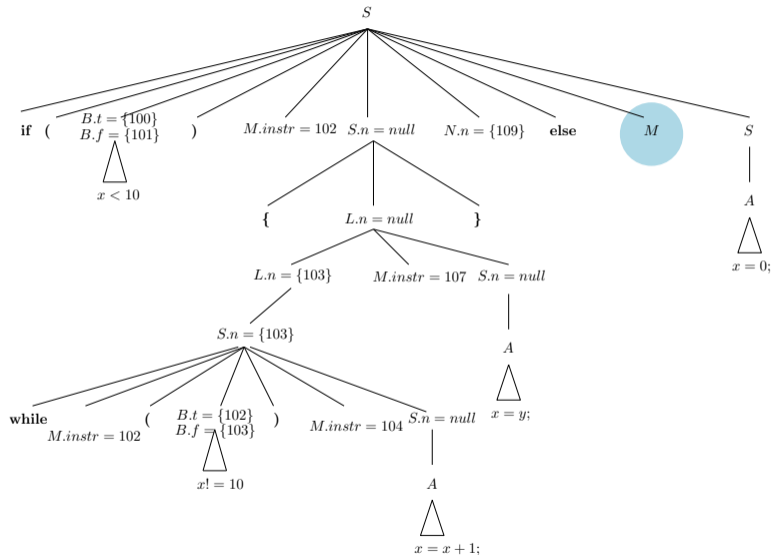 S
if ( B.t = {100} ) M.instr = 102 S.n = null N.n = {109} else M S
B.f = {101}
x < 10
A
x = 0;
{ L.n = null }
L.n = {103} M.instr = 107 S.n = null
S.n = {103}
A
x = y;
while M.instr = 102 ( B.t = {102} ) M.instr = 104 S.n = null
B.f = {103}
x! = 10
A
x = x + 1;